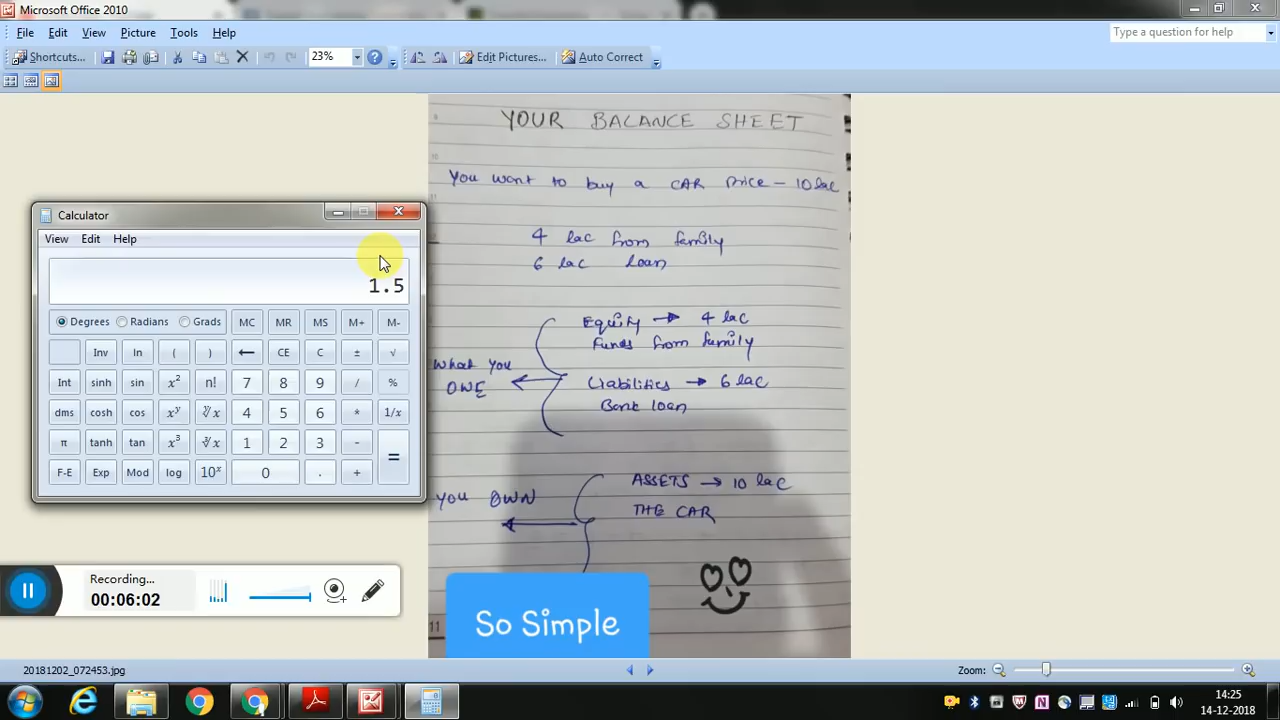 Microsoft Office 2010
File Edit View Picture Tools Help
Type a question for help
Shortcuts... 23% Edit Pictures... Auto Correct
YOUR BALANCE SHEET
You want to buy a CAR Price - 10 lac
4 lac from family
6 lac loan
Equity → 4 lac
Funds from family
What you
OWE
Liabilities → 6 lac
Bank loan
YOU OWN
ASSETS → 10 lac
THE CAR
So Simple
Calculator
View Edit Help
1.5
Degrees Radians Grads MC MR MS M+ M-
Inv ln ( ) ← CE C ± √
Int sinh sin x² n! 7 8 9 / %
dms cosh cos xʸ ʸ√x 4 5 6 * 1/x
π tanh tan x³ ³√x 1 2 3 - =
F-E Exp Mod log 10ˣ 0 . +
Recording...
00:06:02
20181202_072453.jpg
Zoom:
14:25
14-12-2018